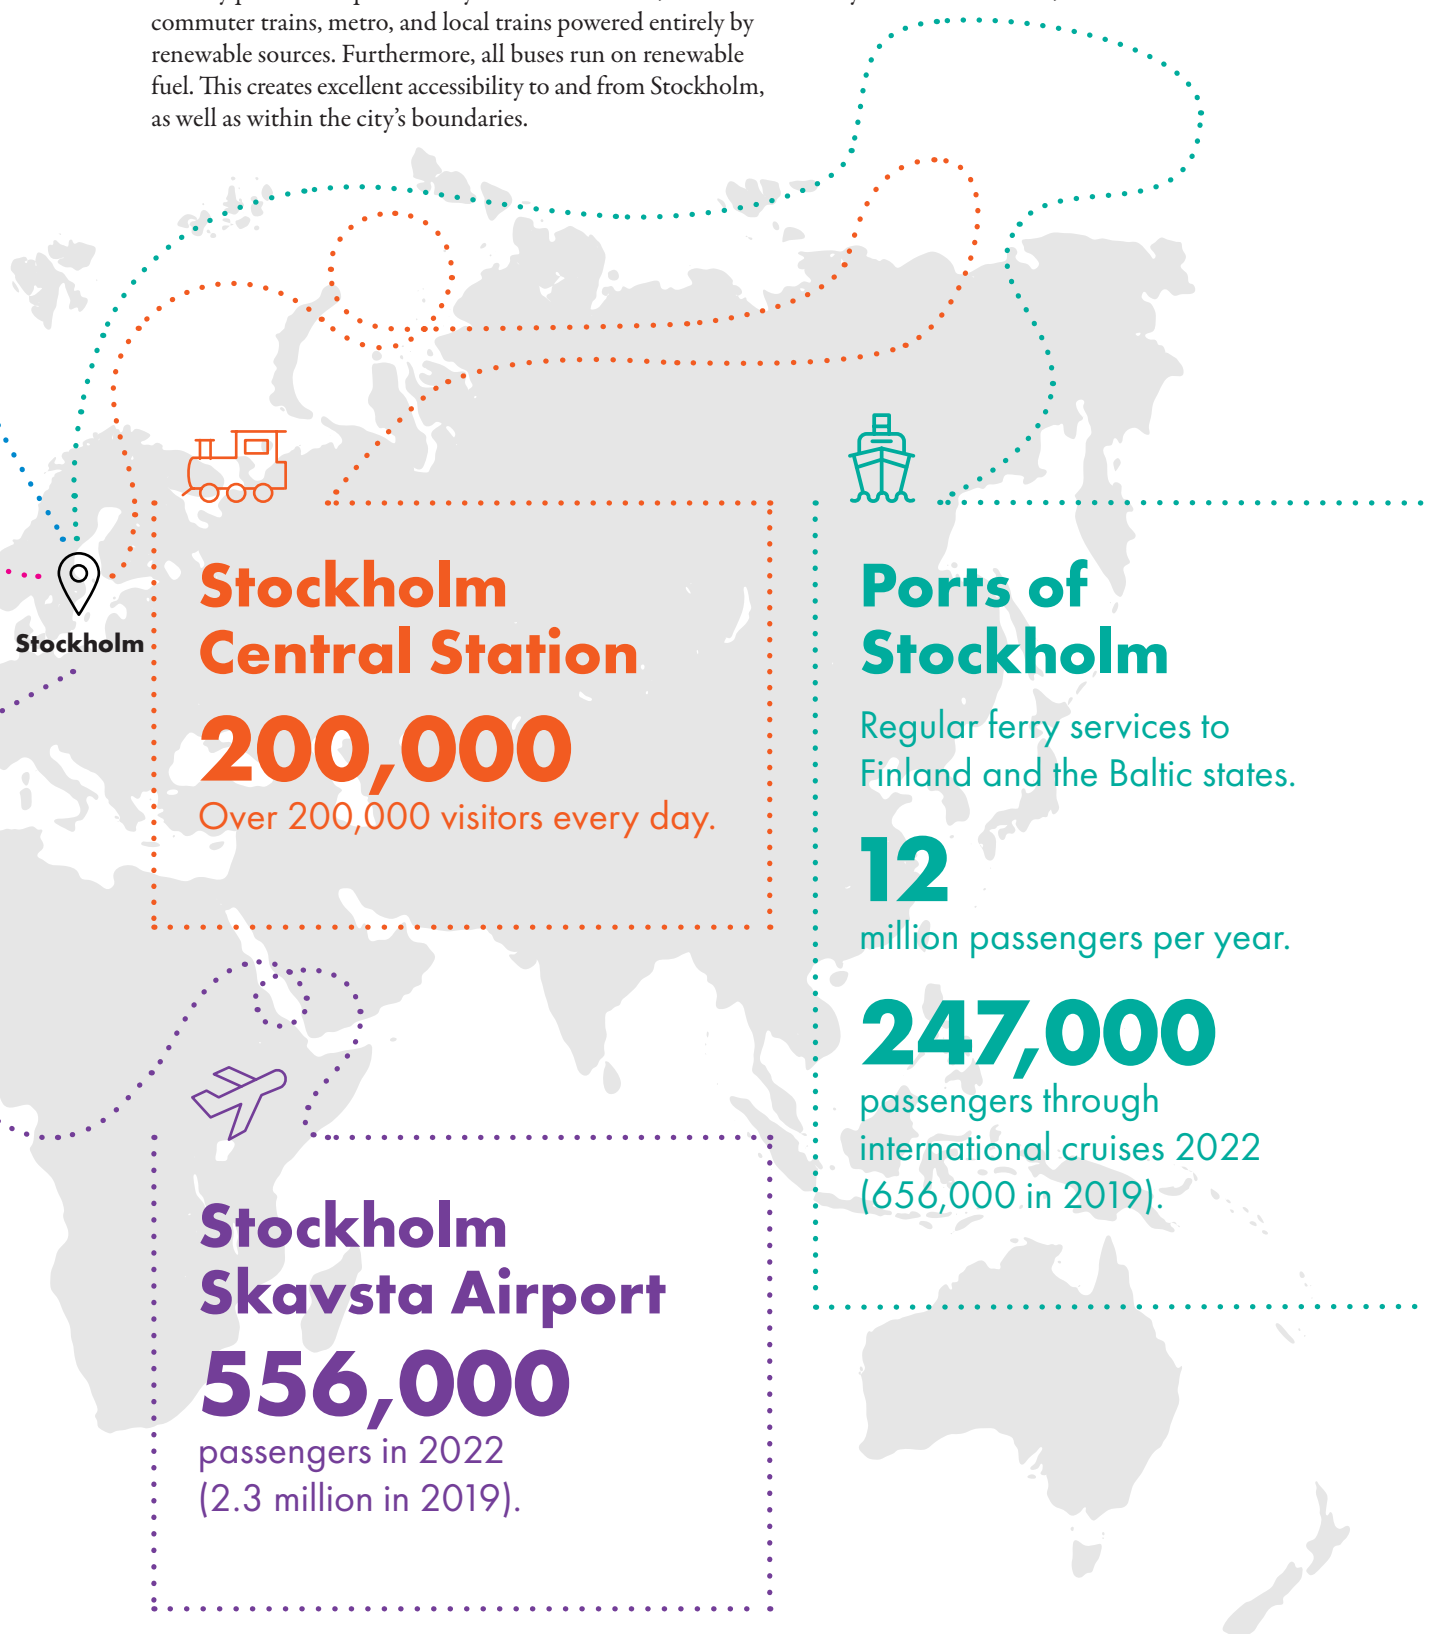 commuter trains, metro, and local trains powered entirely by
renewable sources. Furthermore, all buses run on renewable
fuel. This creates excellent accessibility to and from Stockholm,
as well as within the city’s boundaries.
Stockholm
Stockholm
Central Station
200,000
Over 200,000 visitors every day.
Ports of
Stockholm
Regular ferry services to
Finland and the Baltic states.
12
million passengers per year.
247,000
passengers through
international cruises 2022
(656,000 in 2019).
Stockholm
Skavsta Airport
556,000
passengers in 2022
(2.3 million in 2019).